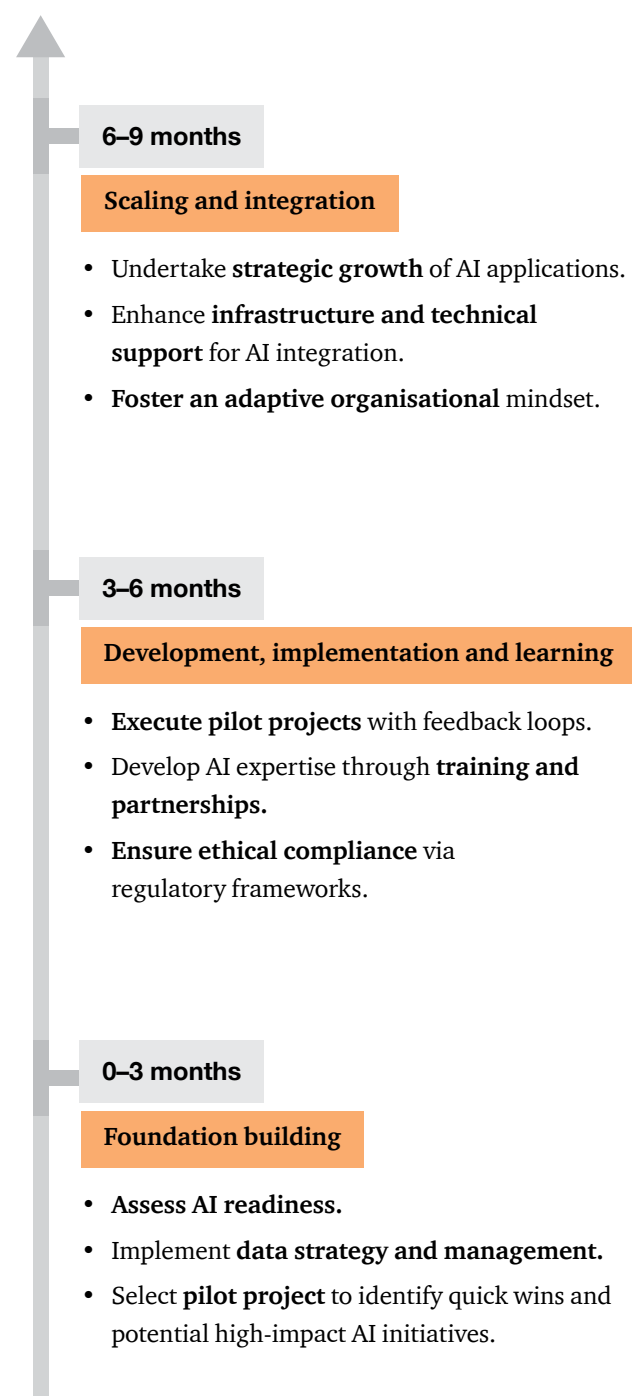 6–9 months
Scaling and integration
• Undertake strategic growth of AI applications.
• Enhance infrastructure and technical
support for AI integration.
• Foster an adaptive organisational mindset.
3–6 months
Development, implementation and learning
• Execute pilot projects with feedback loops.
• Develop AI expertise through training and
partnerships.
• Ensure ethical compliance via
regulatory frameworks.
0–3 months
Foundation building
• Assess AI readiness.
• Implement data strategy and management.
• Select pilot project to identify quick wins and
potential high-impact AI initiatives.